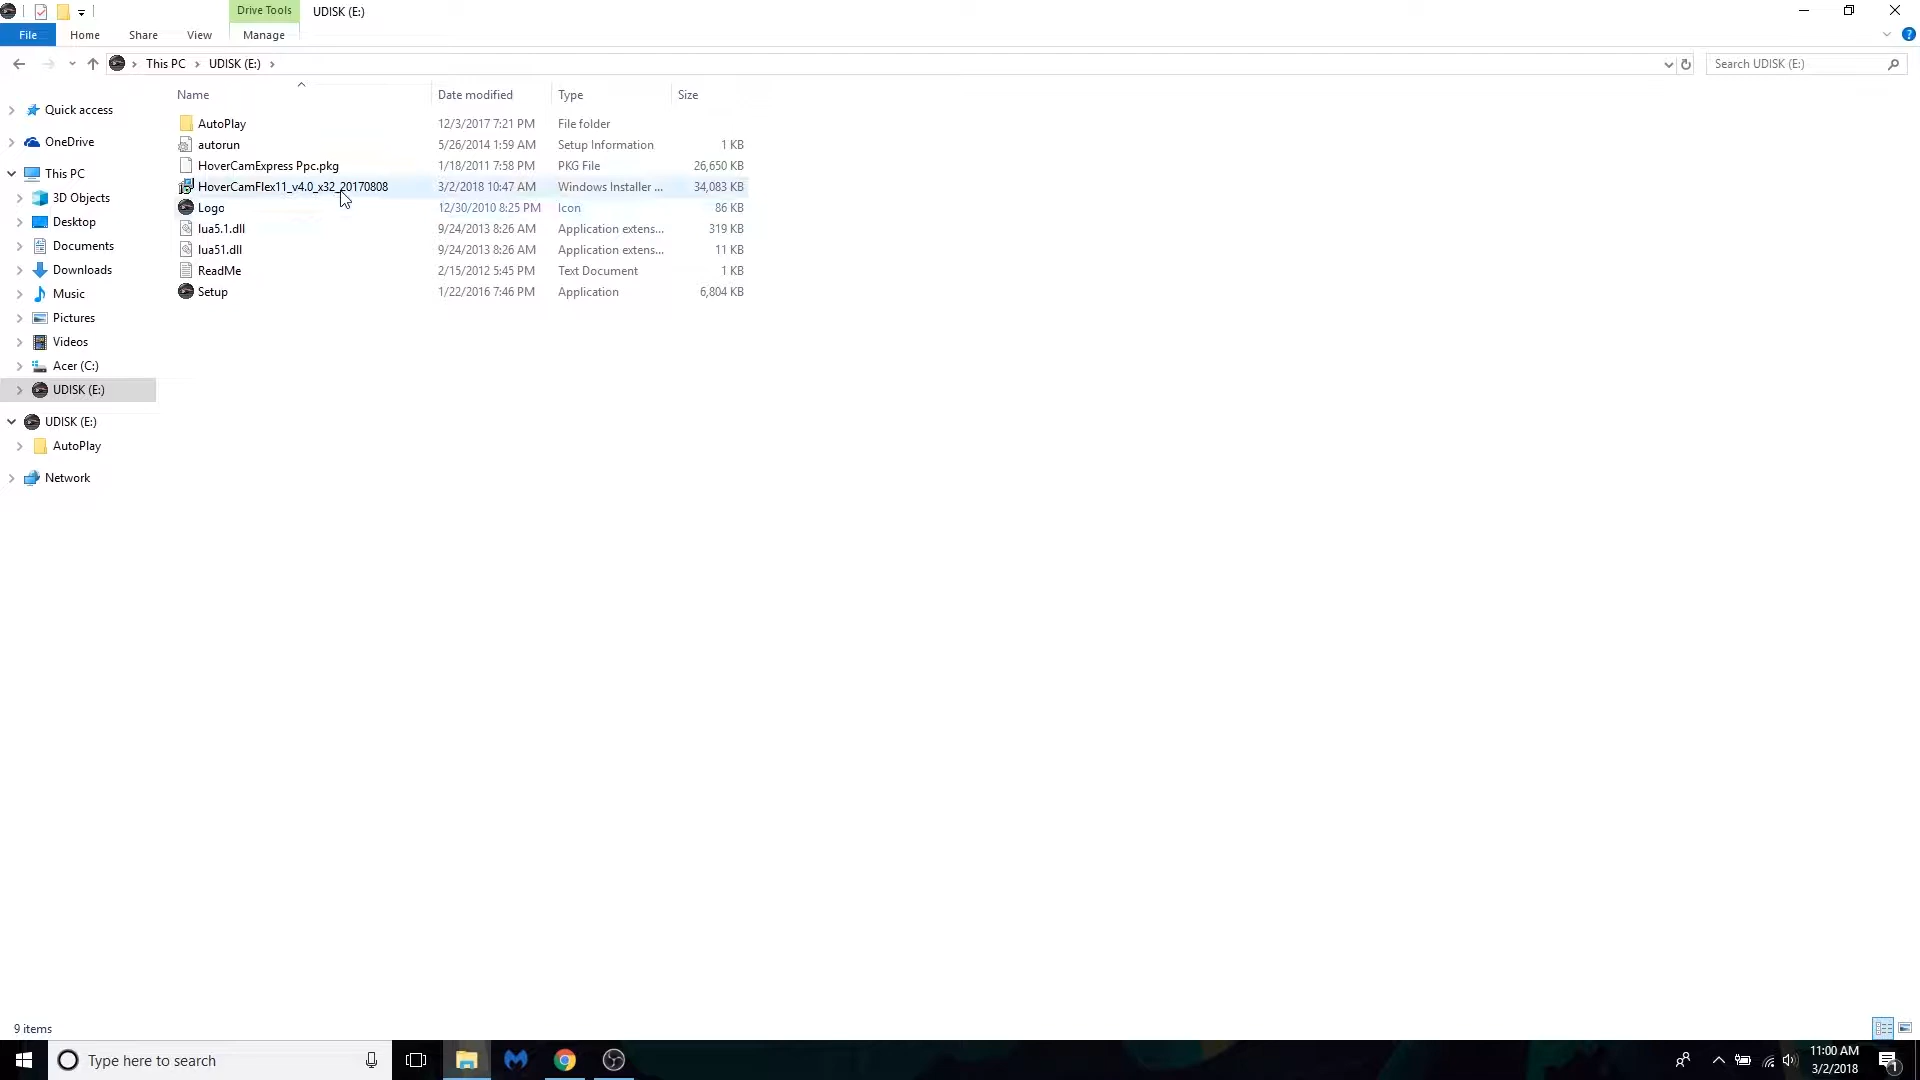 Drive Tools UDISK (E:)
File Home Share View Manage
This PC UDISK (E:) Search UDISK (E:)
Name Date modified Type Size
Quick access
OneDrive
This PC
3D Objects
Desktop
Documents
Downloads
Music
Pictures
Videos
Acer (C:)
UDISK (E:)
UDISK (E:)
AutoPlay
Network
AutoPlay 12/3/2017 7:21 PM File folder
autorun 5/26/2014 1:59 AM Setup Information 1 KB
HoverCamExpress Ppc.pkg 1/18/2011 7:58 PM PKG File 26,650 KB
HoverCamFlex11_v4.0_x32_20170808 3/2/2018 10:47 AM Windows Installer ... 34,083 KB
Logo 12/30/2010 8:25 PM Icon 86 KB
lua5.1.dll 9/24/2013 8:26 AM Application extens... 319 KB
lua51.dll 9/24/2013 8:26 AM Application extens... 11 KB
ReadMe 2/15/2012 5:45 PM Text Document 1 KB
Setup 1/22/2016 7:46 PM Application 6,804 KB
9 items
Type here to search
11:00 AM
3/2/2018
1